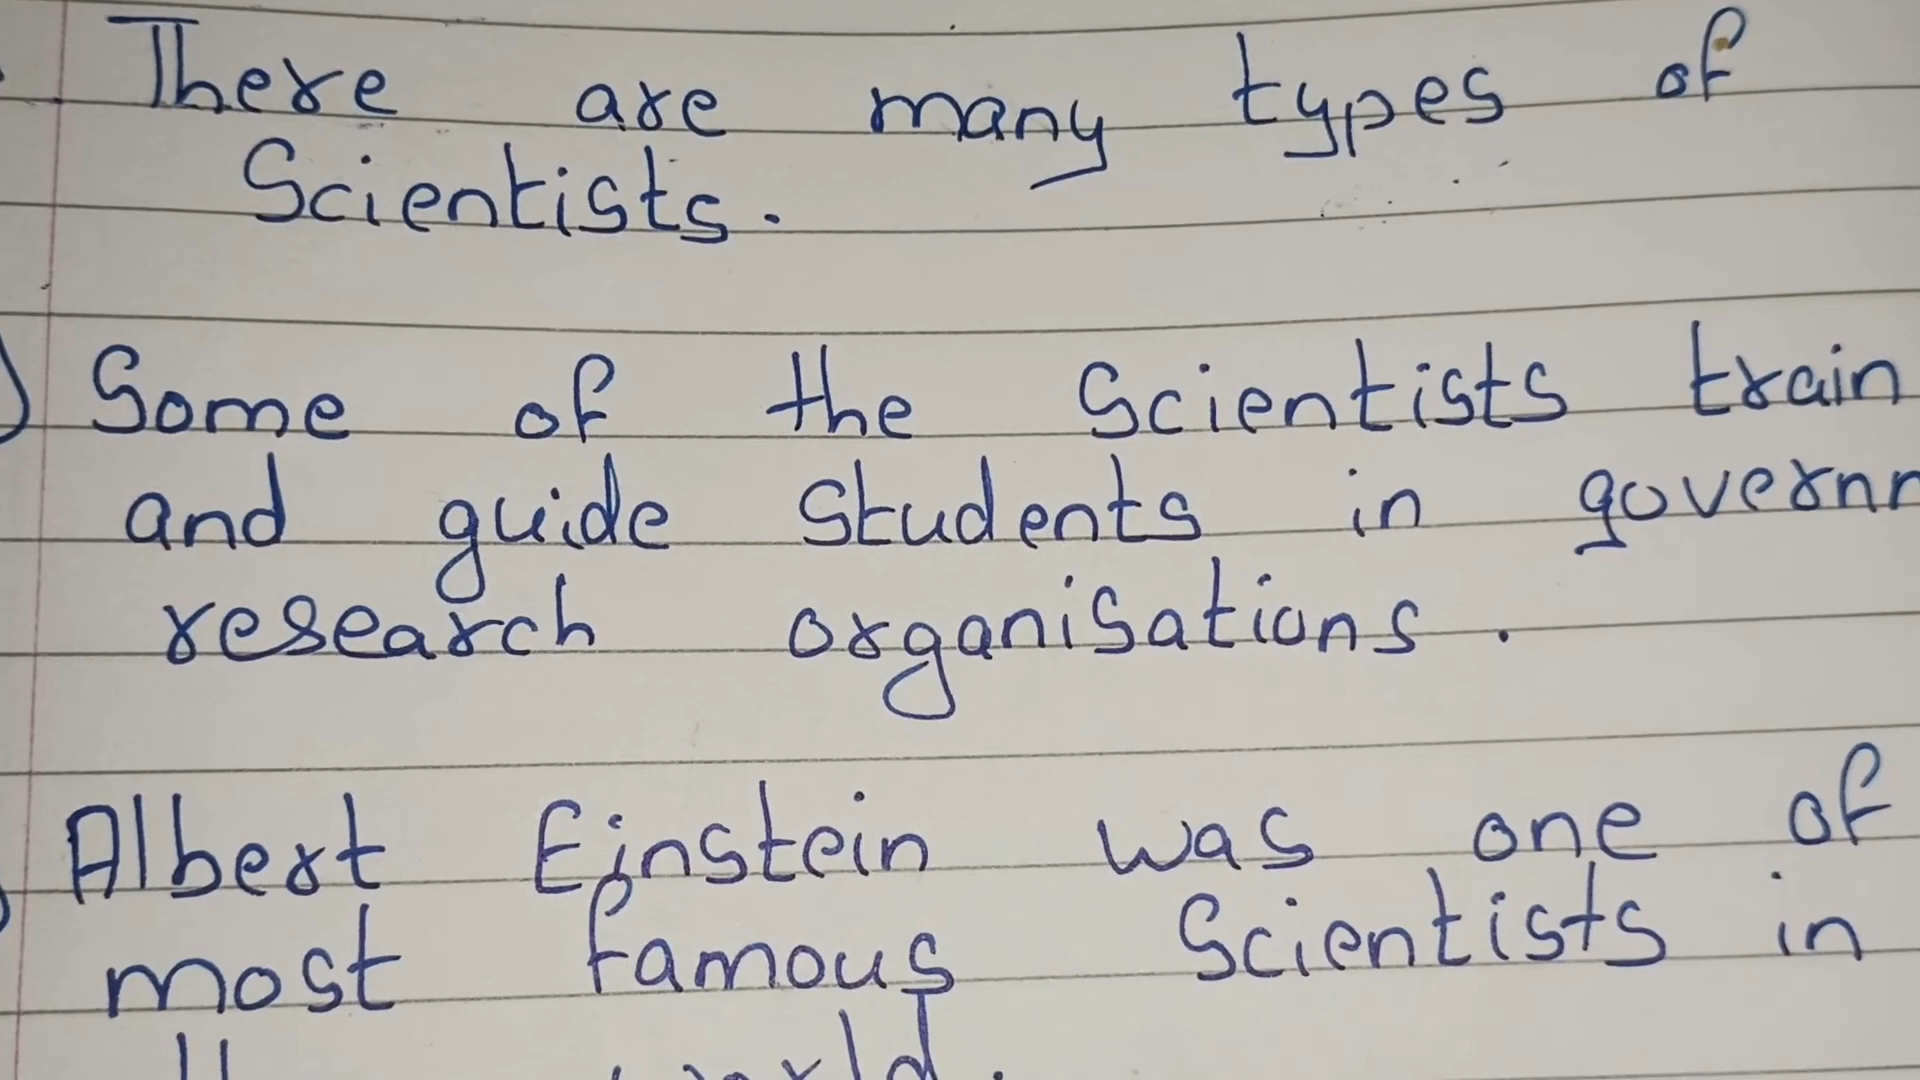 There are many types of
Scientists.
Some of the Scientists train
and guide Students in
research organisations.
Albert Einstein was one of
most famous Scientists in
world.